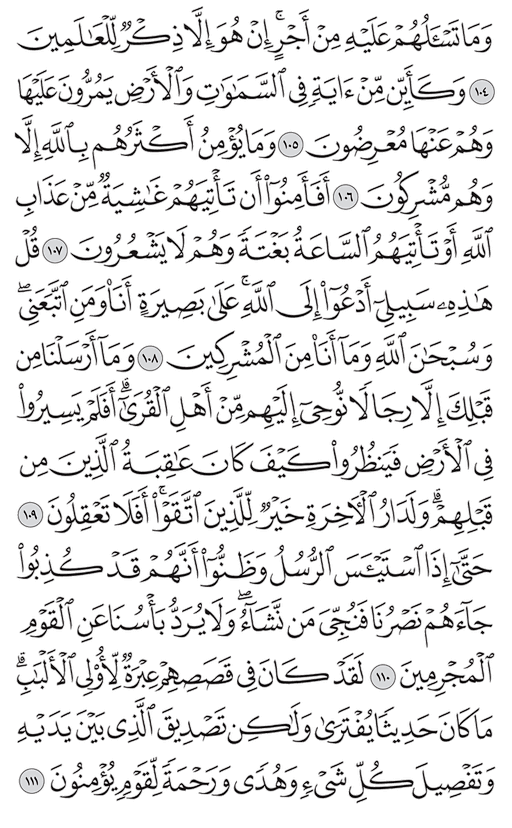 وَمَا تَسْـَٔلُهُمْ عَلَيْهِ مِنْ أَجْرٍ ۚ إِنْ هُوَ إِلَّا ذِكْرٌ لِّلْعَـٰلَمِينَ
١٠٤ وَكَأَيِّن مِّنْ ءَايَةٍ فِى ٱلسَّمَـٰوَٰتِ وَٱلْأَرْضِ يَمُرُّونَ عَلَيْهَا
وَهُمْ عَنْهَا مُعْرِضُونَ ١٠٥ وَمَا يُؤْمِنُ أَكْثَرُهُم بِٱللَّهِ إِلَّا
وَهُم مُّشْرِكُونَ ١٠٦ أَفَأَمِنُوٓا۟ أَن تَأْتِيَهُمْ غَـٰشِيَةٌ مِّنْ عَذَابِ
ٱللَّهِ أَوْ تَأْتِيَهُمُ ٱلسَّاعَةُ بَغْتَةً وَهُمْ لَا يَشْعُرُونَ ١٠٧ قُلْ
هَـٰذِهِۦ سَبِيلِىٓ أَدْعُوٓا۟ إِلَى ٱللَّهِ ۚ عَلَىٰ بَصِيرَةٍ أَنَا۠ وَمَنِ ٱتَّبَعَنِى ۖ
وَسُبْحَـٰنَ ٱللَّهِ وَمَآ أَنَا۠ مِنَ ٱلْمُشْرِكِينَ ١٠٨ وَمَآ أَرْسَلْنَا مِن
قَبْلِكَ إِلَّا رِجَالًا نُّوحِىٓ إِلَيْهِم مِّنْ أَهْلِ ٱلْقُرَىٰٓ ۗ أَفَلَمْ يَسِيرُوا۟
فِى ٱلْأَرْضِ فَيَنظُرُوا۟ كَيْفَ كَانَ عَـٰقِبَةُ ٱلَّذِينَ مِن
قَبْلِهِمْ ۗ وَلَدَارُ ٱلْـَٔاخِرَةِ خَيْرٌ لِّلَّذِينَ ٱتَّقَوْا۟ ۗ أَفَلَا تَعْقِلُونَ ١٠٩
حَتَّىٰٓ إِذَا ٱسْتَيْـَٔسَ ٱلرُّسُلُ وَظَنُّوٓا۟ أَنَّهُمْ قَدْ كُذِبُوا۟
جَآءَهُمْ نَصْرُنَا فَنُجِّىَ مَن نَّشَآءُ ۖ وَلَا يُرَدُّ بَأْسُنَا عَنِ ٱلْقَوْمِ
ٱلْمُجْرِمِينَ ١١٠ لَقَدْ كَانَ فِى قَصَصِهِمْ عِبْرَةٌ لِّأُو۟لِى ٱلْأَلْبَـٰبِ ۗ
مَا كَانَ حَدِيثًا يُفْتَرَىٰ وَلَـٰكِن تَصْدِيقَ ٱلَّذِى بَيْنَ يَدَيْهِ
وَتَفْصِيلَ كُلِّ شَىْءٍ وَهُدًى وَرَحْمَةً لِّقَوْمٍ يُؤْمِنُونَ ١١١